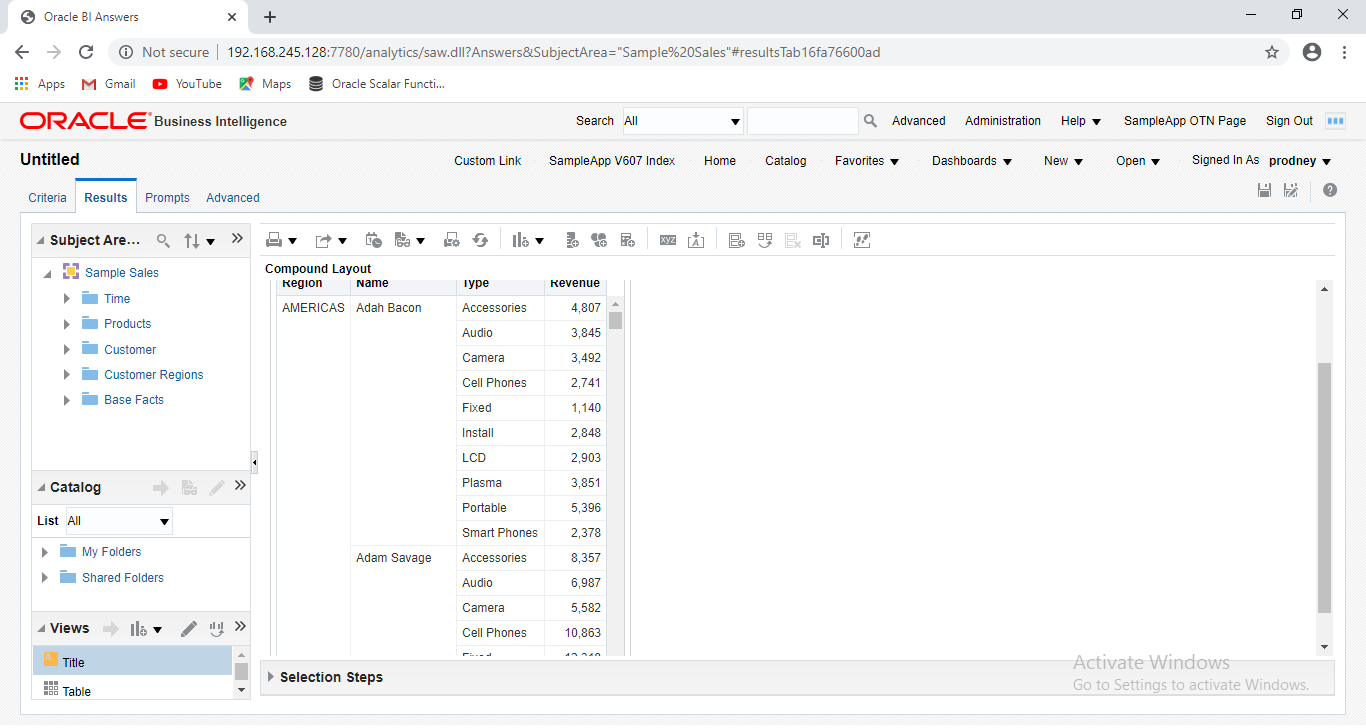 Oracle BI Answers
Not secure 192.168.245.128:7780/analytics/saw.dll?Answers&SubjectArea="Sample%20Sales"#resultsTab16fa76600ad
Apps Gmail YouTube Maps Oracle Scalar Functi...
ORACLE Business Intelligence Search All Advanced Administration Help SampleApp OTN Page Sign Out
Untitled Custom Link SampleApp V607 Index Home Catalog Favorites Dashboards New Open Signed In As prodney
Criteria Results Prompts Advanced
Subject Are...
Sample Sales
Time
Products
Customer
Customer Regions
Base Facts
Catalog
List All
My Folders
Shared Folders
Views
Title
Table
Compound Layout
Region Name Type Revenue
AMERICAS Adah Bacon Accessories 4,807
Audio 3,845
Camera 3,492
Cell Phones 2,741
Fixed 1,140
Install 2,848
LCD 2,903
Plasma 3,851
Portable 5,396
Smart Phones 2,378
Adam Savage Accessories 8,357
Audio 6,987
Camera 5,582
Cell Phones 10,863
Selection Steps
Activate Windows
Go to Settings to activate Windows.